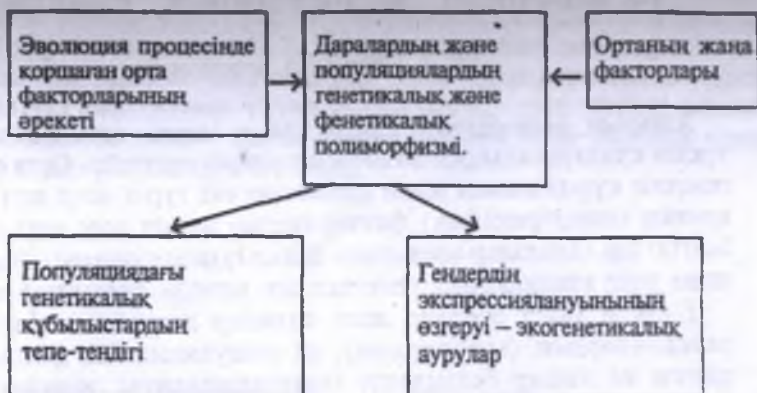 Эволюция процесінде
қоршаған орта
факторларының
әрекеті
Даралардың және
популяциялардың
генетикалық және
фенетикалық
полиморфизмі.
Ортаның жаңа
факторлары
Популяциядағы
генетикалық
құбылыстардың
тепе-теңдігі
Гендердің
экспрессиялануынының
өзгеруі – экогенетикалық
аурулар